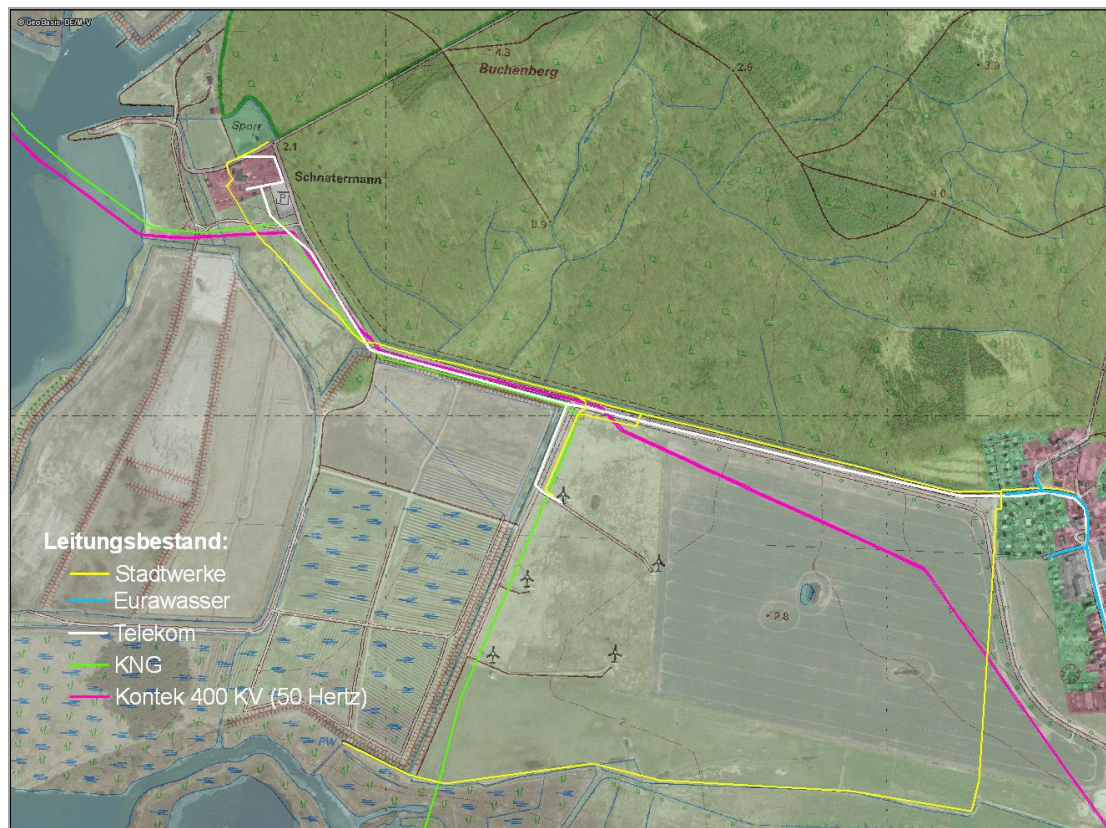 © GeoBasis-DE/M-V
4.3
Buchenberg
2.6
3.9
Sport
2.1
Schnatermann
P
4.0
0.9
Leitungsbestand:
Stadtwerke
Eurawasser
Telekom
KNG
Kontek 400 KV (50 Hertz)
2
PW